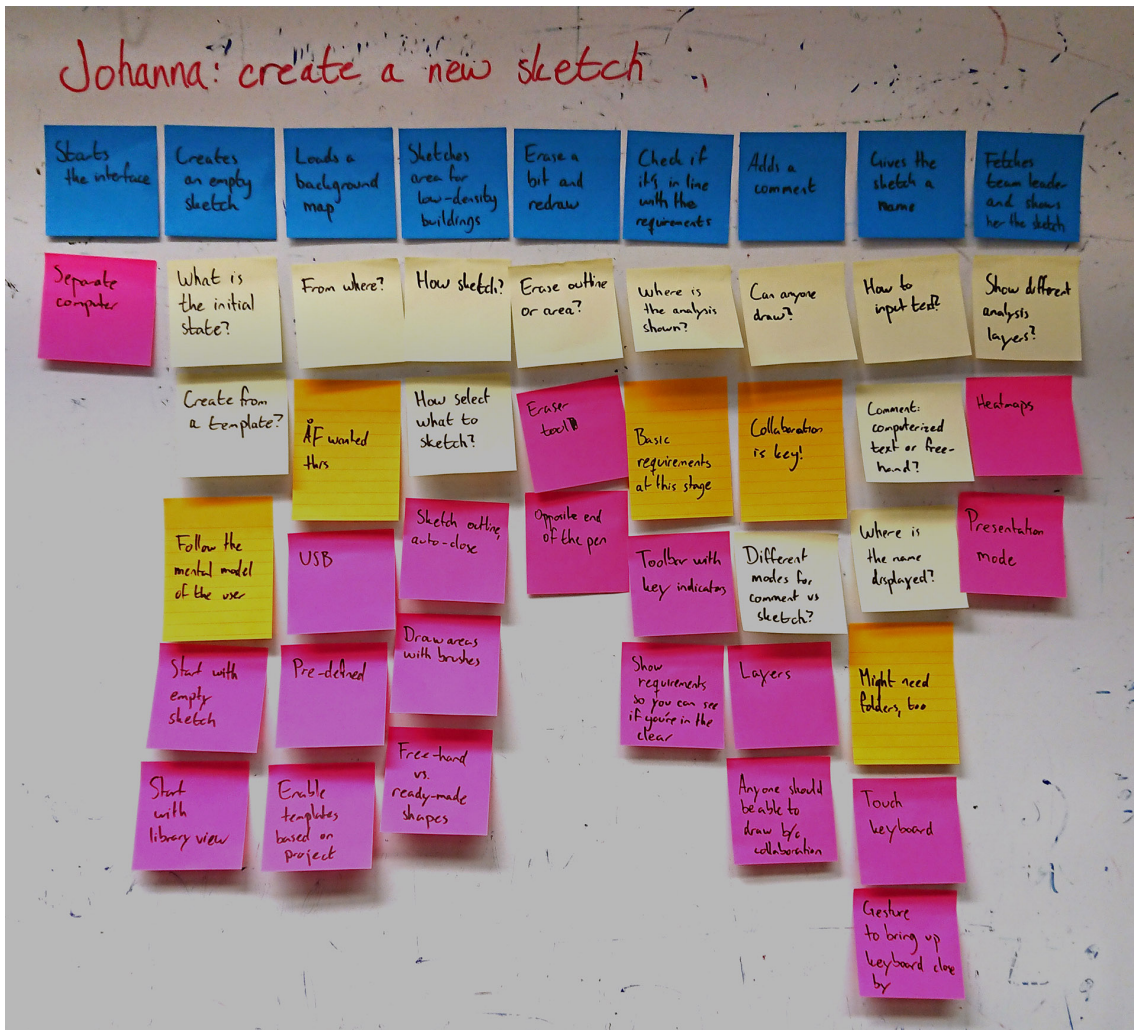 Johanna: create a new sketch
Starts
the interface
Creates
an empty
sketch
Loads a
background
map
Sketches
area for
low-density
buildings
Erase a
bit and
redraw
Check if
it's in line
with the
requirements
Adds a
comment
Gives the
sketch a
name
Fetches
team leader
and shows
her the sketch
Separate
computer
What is
the initial
state?
From where?
How sketch?
Erase outline
or area?
Where is
the analysis
shown?
Can anyone
draw?
How to
input text?
Show different
analysis
layers?
Create from
a template?
ÅF wanted
this
How select
what to
sketch?
Eraser
tool
Basic
requirements
at this stage
Collaboration
is key!
Comment:
computerized
text or free-
hand?
Heatmaps
Follow the
mental model
of the user
USB
Sketch outline,
auto-close
Opposite end
of the pen
Toolbar with
key indicators
Different
modes for
comment vs
sketch?
Where is
the name
displayed?
Presentation
mode
Start with
empty
sketch
Pre-defined
Draw areas
with brushes
Show
requirements
so you can see
if you're in the
clear
Layers
Might need
folders, too
Start
with
library view
Enable
templates
based on
project
Free-hand
vs.
ready-made
shapes
Anyone should
be able to
draw b/c
collaboration
Touch
keyboard
Gesture
to bring up
keyboard close
by